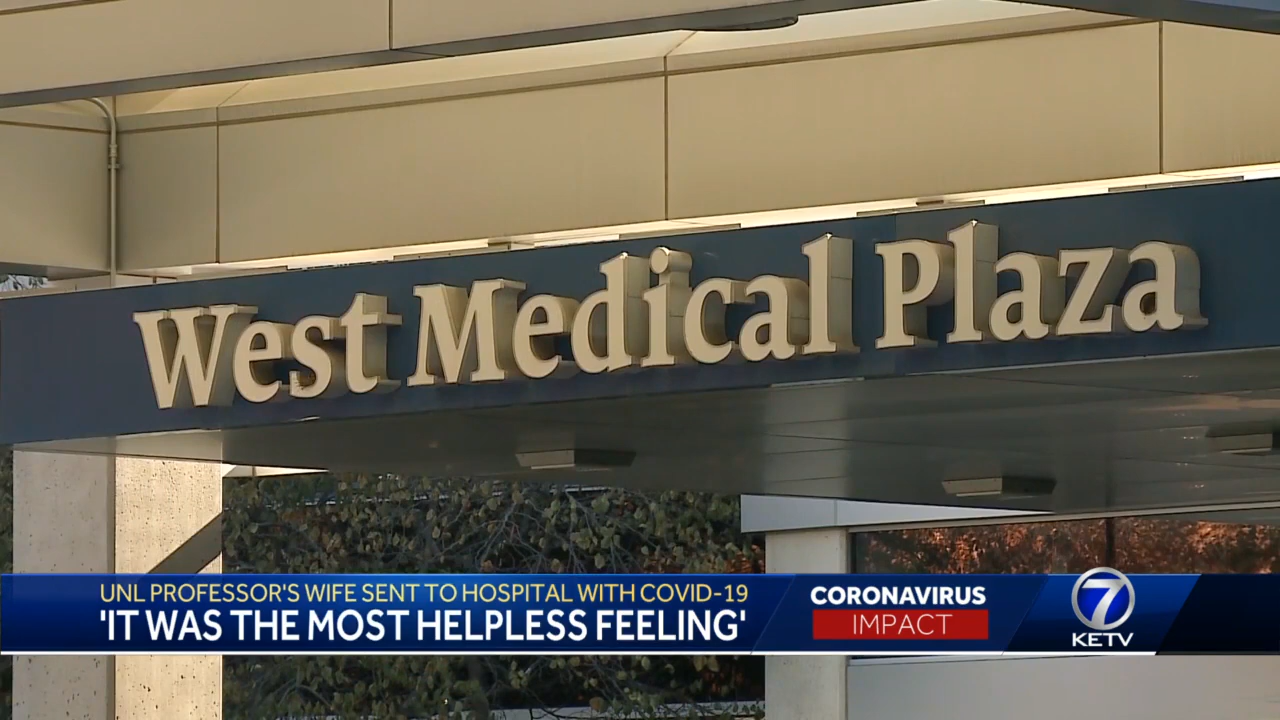 West Medical Plaza
UNL PROFESSOR'S WIFE SENT TO HOSPITAL WITH COVID-19
'IT WAS THE MOST HELPLESS FEELING'
CORONAVIRUS
IMPACT
7
KETV